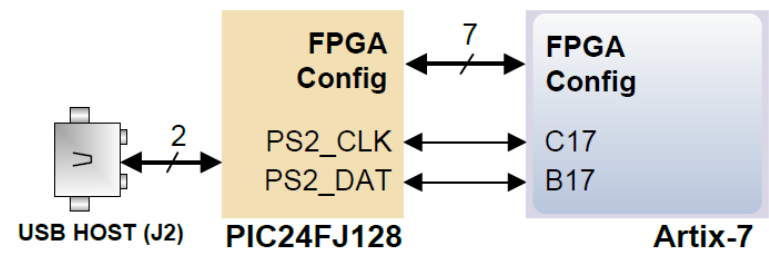 FPGA
Config
7
FPGA
Config
2
PS2_CLK
C17
PS2_DAT
B17
USB HOST (J2)
PIC24FJ128
Artix-7